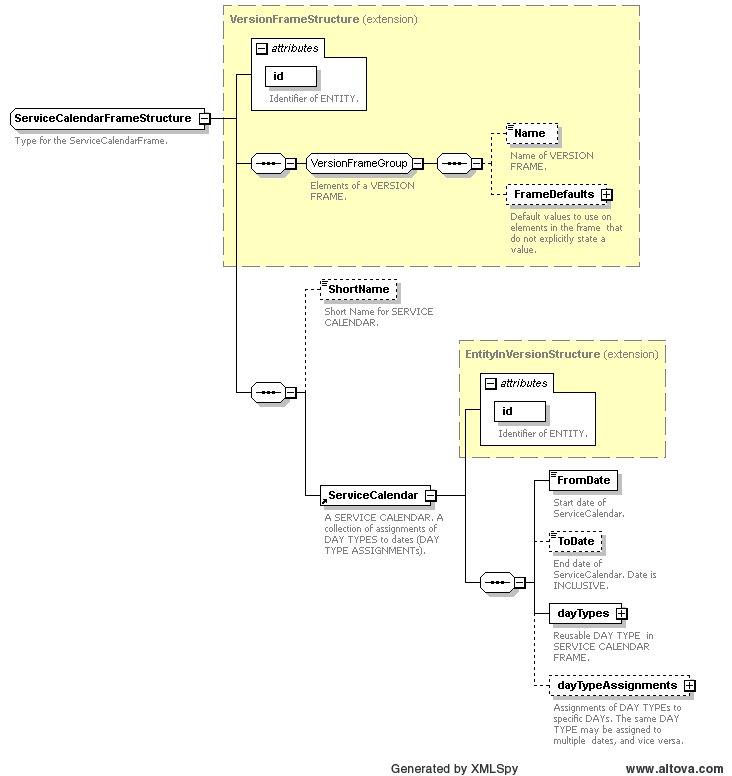 VersionFrameStructure (extension)
attributes
id
Identifier of ENTITY.
ServiceCalendarFrameStructure
Type for the ServiceCalendarFrame.
VersionFrameGroup
Elements of a VERSION
FRAME.
Name
Name of VERSION
FRAME.
FrameDefaults
Default values to use on
elements in the frame that
do not explicitly state a
value.
ShortName
Short Name for SERVICE
CALENDAR.
EntityInVersionStructure (extension)
attributes
id
Identifier of ENTITY.
ServiceCalendar
A SERVICE CALENDAR. A
collection of assignments of
DAY TYPES to dates (DAY
TYPE ASSIGNMENTs).
FromDate
Start date of
ServiceCalendar.
ToDate
End date of
ServiceCalendar. Date is
INCLUSIVE.
dayTypes
Reusable DAY TYPE in
SERVICE CALENDAR
FRAME.
dayTypeAssignments
Assignments of DAY TYPEs to
specific DAYs. The same DAY
TYPE may be assigned to
multiple dates, and vice versa.
Generated by XMLSpy
www.altova.com